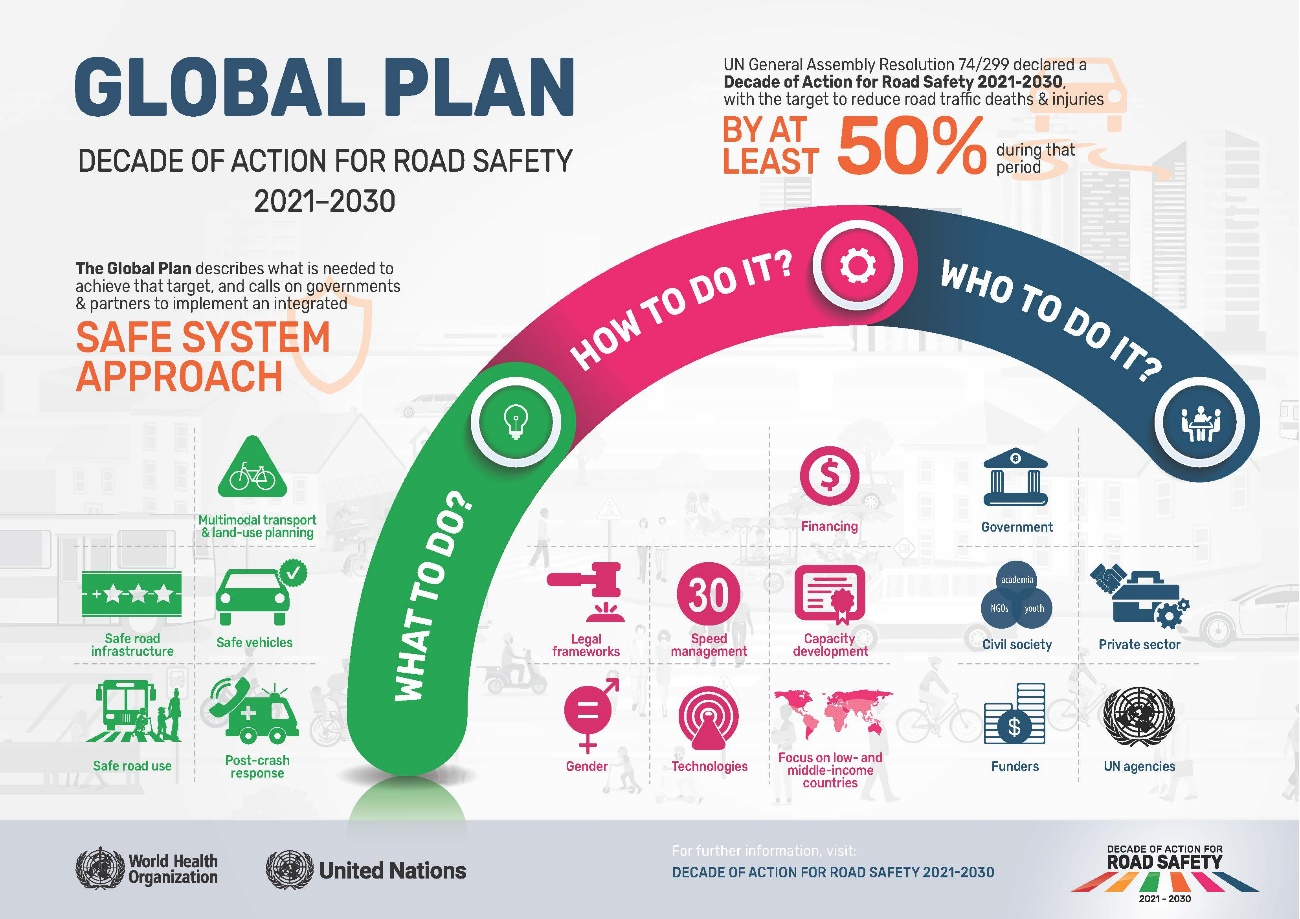 GLOBAL PLAN
DECADE OF ACTION FOR ROAD SAFETY
2021–2030
UN General Assembly Resolution 74/299 declared a
Decade of Action for Road Safety 2021-2030,
with the target to reduce road traffic deaths & injuries
BY AT
LEAST
50%
during that
period
The Global Plan describes what is needed to
achieve that target, and calls on governments
& partners to implement an integrated
SAFE SYSTEM
APPROACH
WHAT TO DO?
HOW TO DO IT?
WHO TO DO IT?
Multimodal transport
& land-use planning
Safe road
infrastructure
Safe vehicles
Safe road use
Post-crash
response
$
Financing
Legal
frameworks
30
Speed
management
Capacity
development
Gender
Technologies
Focus on low- and
middle-income
countries
Government
academia
NGOs
youth
Civil society
Private sector
$
Funders
UN agencies
World Health
Organization
United Nations
For further information, visit:
DECADE OF ACTION FOR ROAD SAFETY 2021-2030
DECADE OF ACTION FOR
ROAD SAFETY
2021 - 2030